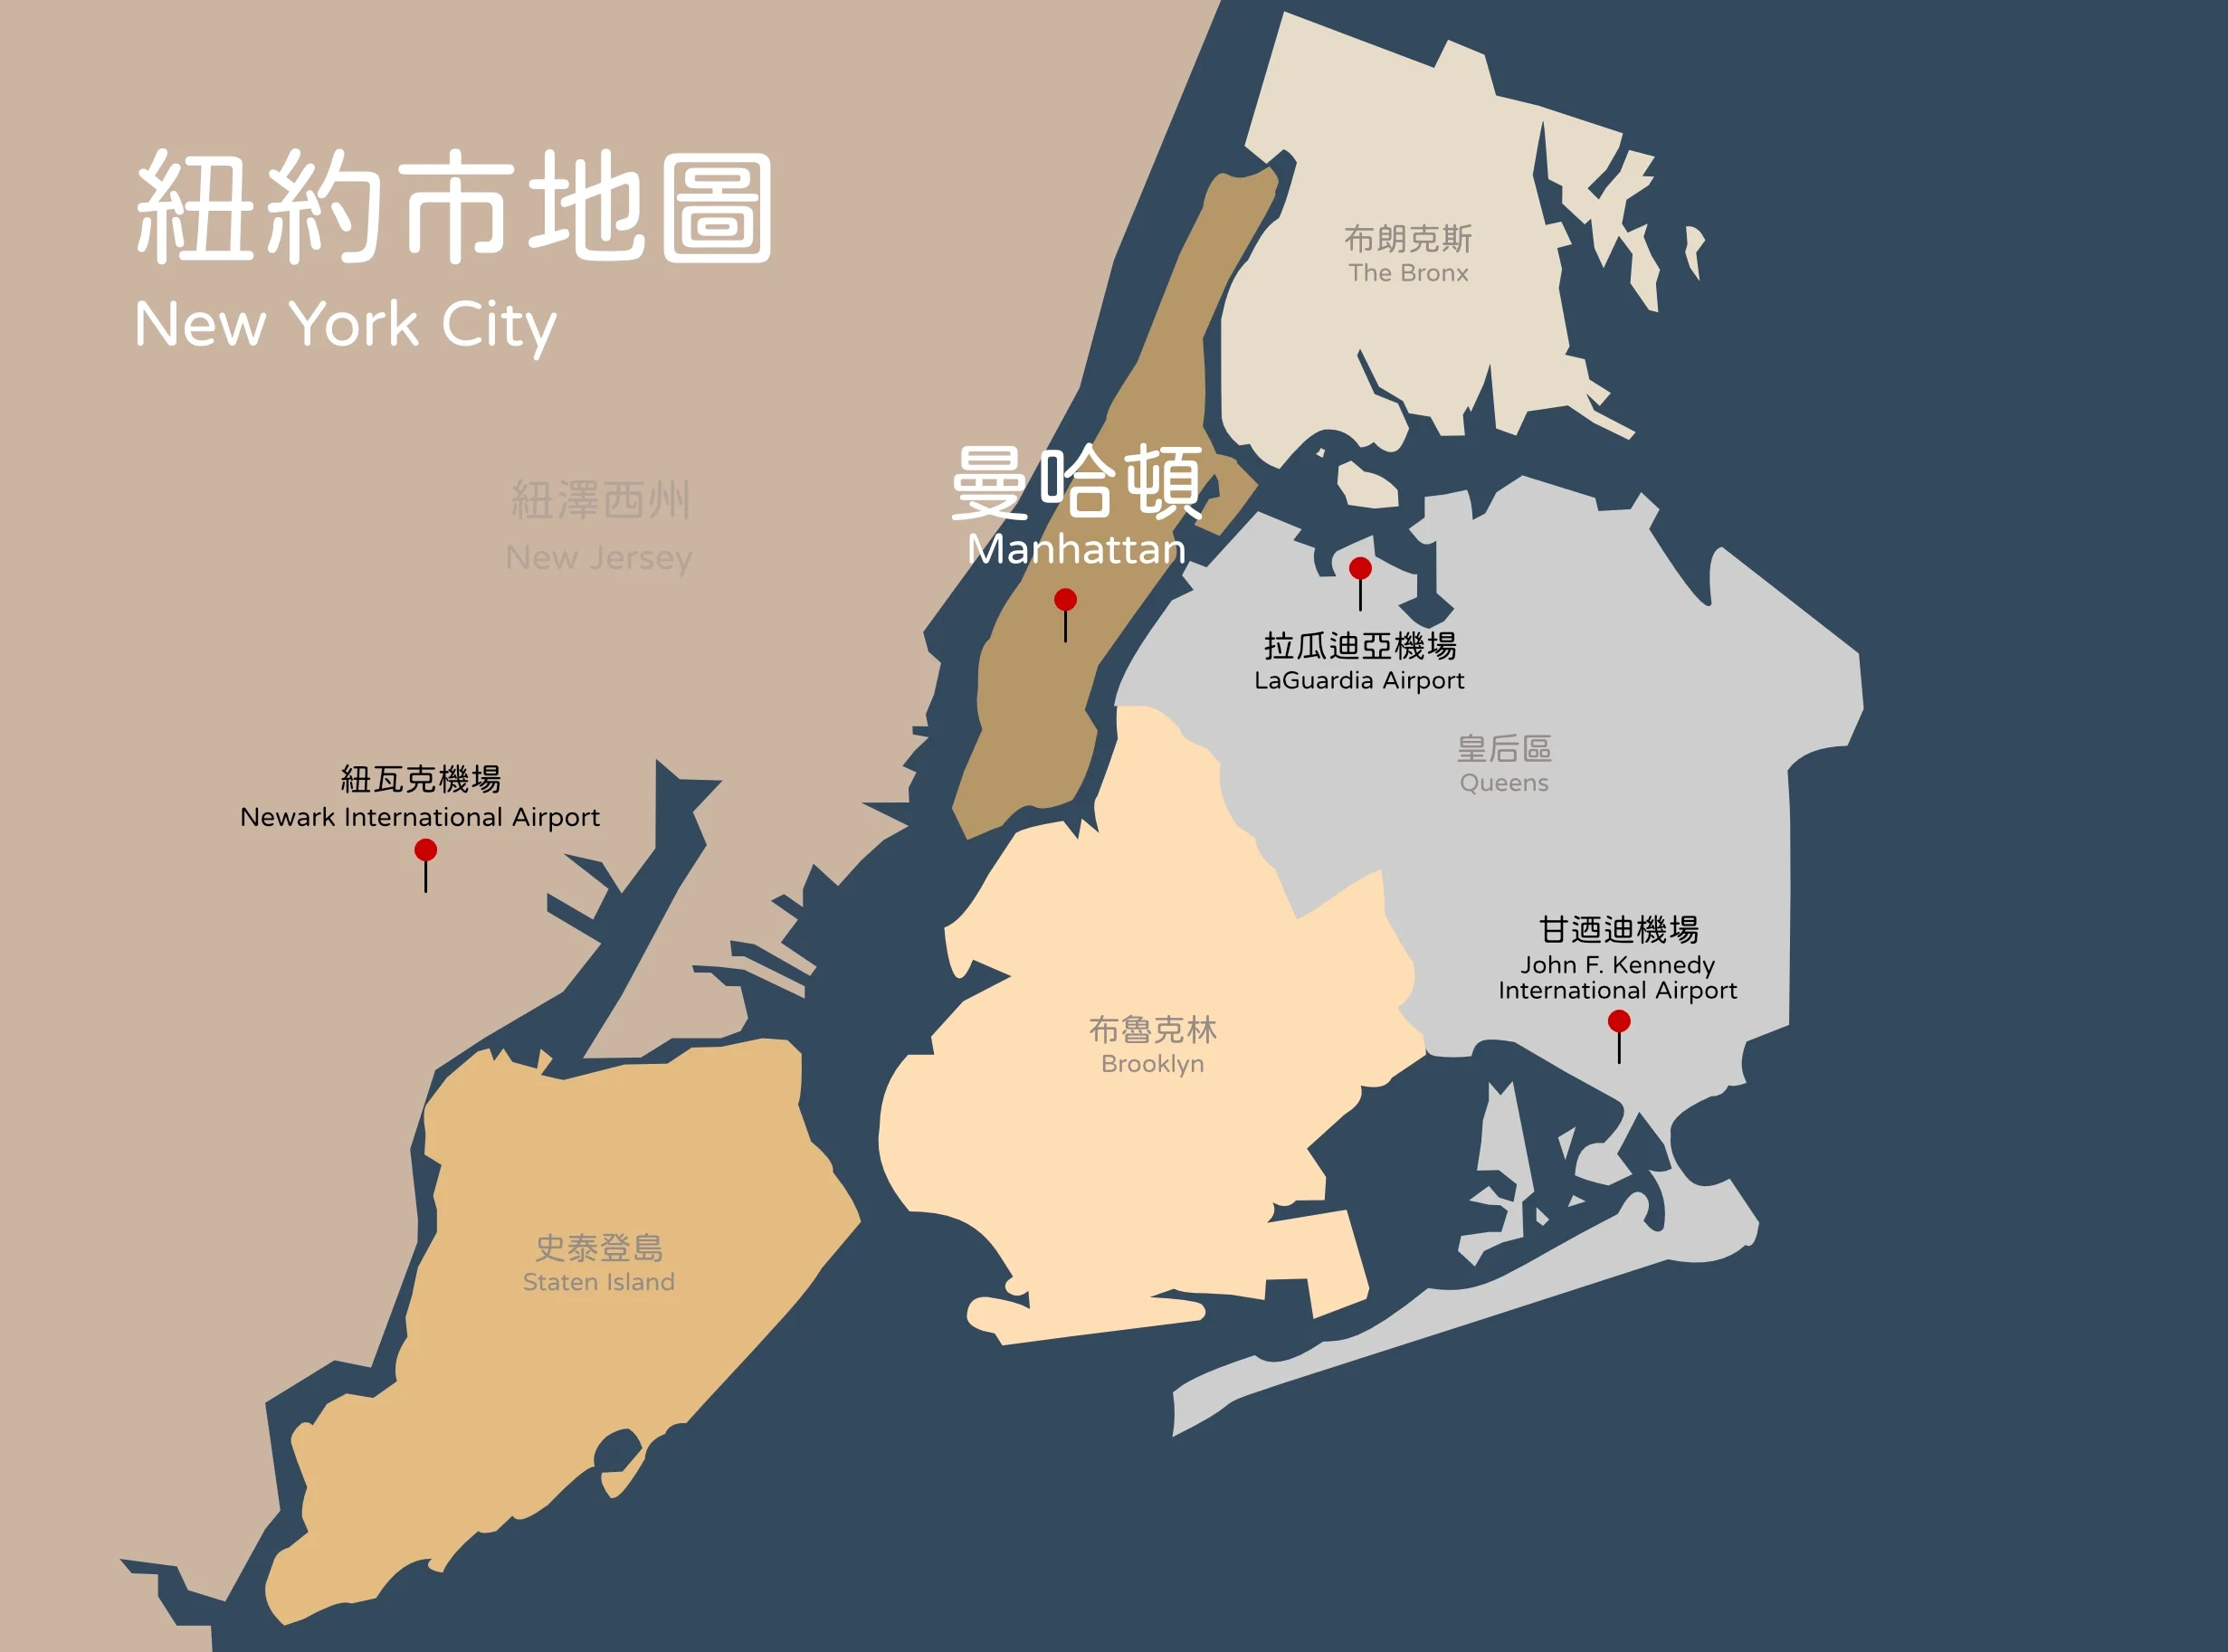 紐約市地圖
New York City
布朗克斯
The Bronx
曼哈頓
Manhattan
紐澤西州
New Jersey
拉瓜迪亞機場
LaGuardia Airport
皇后區
Queens
紐瓦克機場
Newark International Airport
甘迺迪機場
John F. Kennedy
International Airport
布魯克林
Brooklyn
史泰登島
Staten Island